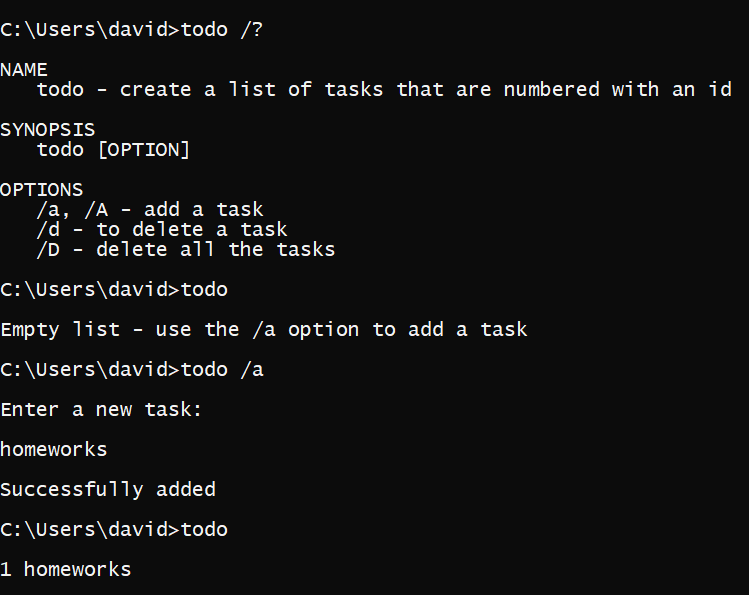 C:\Users\david>todo /?
NAME
todo - create a list of tasks that are numbered with an id
SYNOPSIS
todo [OPTION]
OPTIONS
/a, /A - add a task
/d - to delete a task
/D - delete all the tasks
C:\Users\david>todo
Empty list - use the /a option to add a task
C:\Users\david>todo /a
Enter a new task:
homeworks
Successfully added
C:\Users\david>todo
1 homeworks